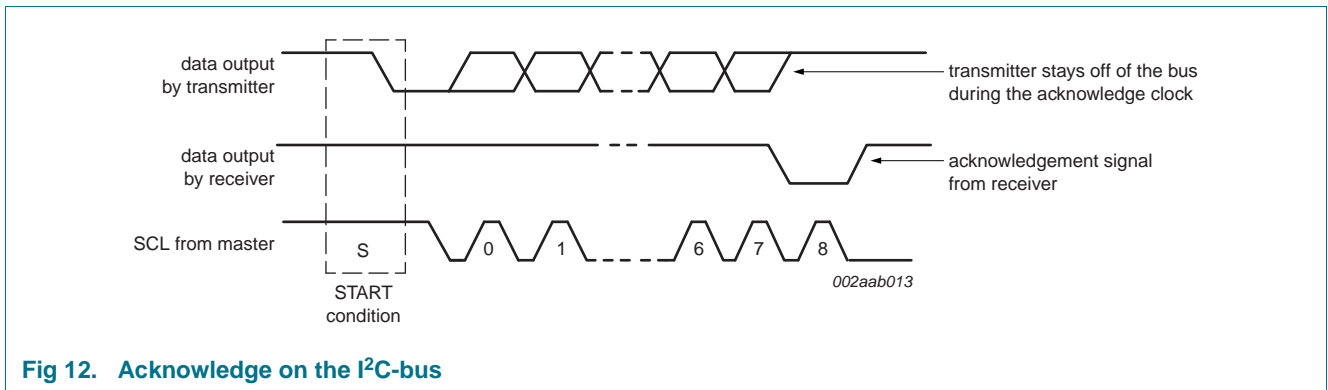 data output
by transmitter
transmitter stays off of the bus
during the acknowledge clock
data output
by receiver
acknowledgement signal
from receiver
SCL from master
S
0
1
6
7
8
002aab013
START
condition
Fig 12. Acknowledge on the I²C-bus